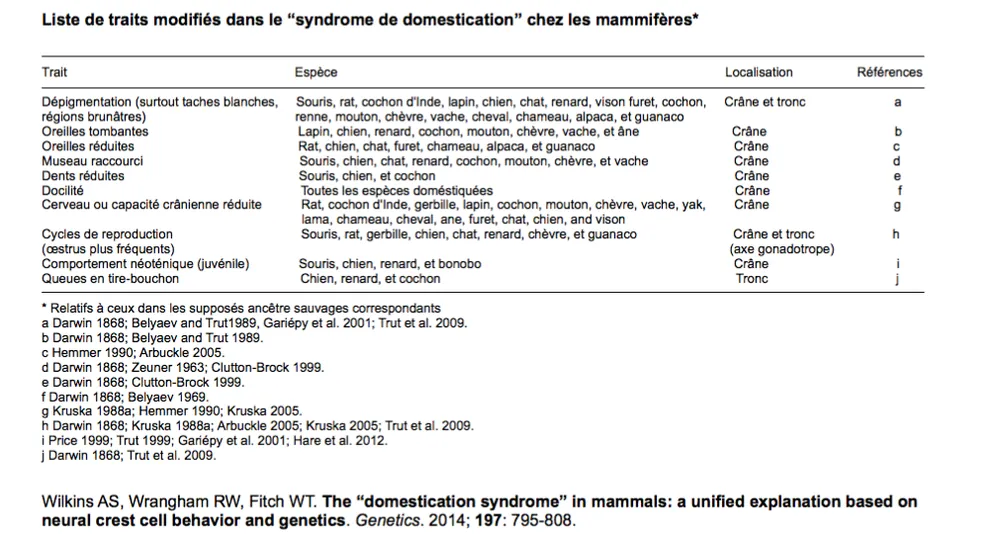 Liste de traits modifiés dans le “syndrome de domestication” chez les mammifères*
Trait Espèce Localisation Références
Dépigmentation (surtout taches blanches, Souris, rat, cochon d'Inde, lapin, chien, chat, renard, vison furet, cochon, Crâne et tronc a
régions brunâtres) renne, mouton, chèvre, vache, cheval, chameau, alpaca, et guanaco
Oreilles tombantes Lapin, chien, renard, cochon, mouton, chèvre, vache, et âne Crâne b
Oreilles réduites Rat, chien, chat, furet, chameau, alpaca, et guanaco Crâne c
Museau raccourci Souris, chien, chat, renard, cochon, mouton, chèvre, et vache Crâne d
Dents réduites Souris, chien, et cochon Crâne e
Docilité Toutes les espèces doméstiquées Crâne f
Cerveau ou capacité crânienne réduite Rat, cochon d'Inde, gerbille, lapin, cochon, mouton, chèvre, vache, yak, Crâne g
lama, chameau, cheval, ane, furet, chat, chien, and vison
Cycles de reproduction Souris, rat, gerbille, chien, chat, renard, chèvre, et guanaco Crâne et tronc h
(œstrus plus fréquents) (axe gonadotrope)
Comportement néoténique (juvénile) Souris, chien, renard, et bonobo Crâne i
Queues en tire-bouchon Chien, renard, et cochon Tronc j
* Relatifs à ceux dans les supposés ancêtre sauvages correspondants
a Darwin 1868; Belyaev and Trut1989, Gariépy et al. 2001; Trut et al. 2009.
b Darwin 1868; Belyaev and Trut 1989.
c Hemmer 1990; Arbuckle 2005.
d Darwin 1868; Zeuner 1963; Clutton-Brock 1999.
e Darwin 1868; Clutton-Brock 1999.
f Darwin 1868; Belyaev 1969.
g Kruska 1988a; Hemmer 1990; Kruska 2005.
h Darwin 1868; Kruska 1988a; Arbuckle 2005; Kruska 2005; Trut et al. 2009.
i Price 1999; Trut 1999; Gariépy et al. 2001; Hare et al. 2012.
j Darwin 1868; Trut et al. 2009.
Wilkins AS, Wrangham RW, Fitch WT. The “domestication syndrome” in mammals: a unified explanation based on
neural crest cell behavior and genetics. Genetics. 2014; 197: 795-808.